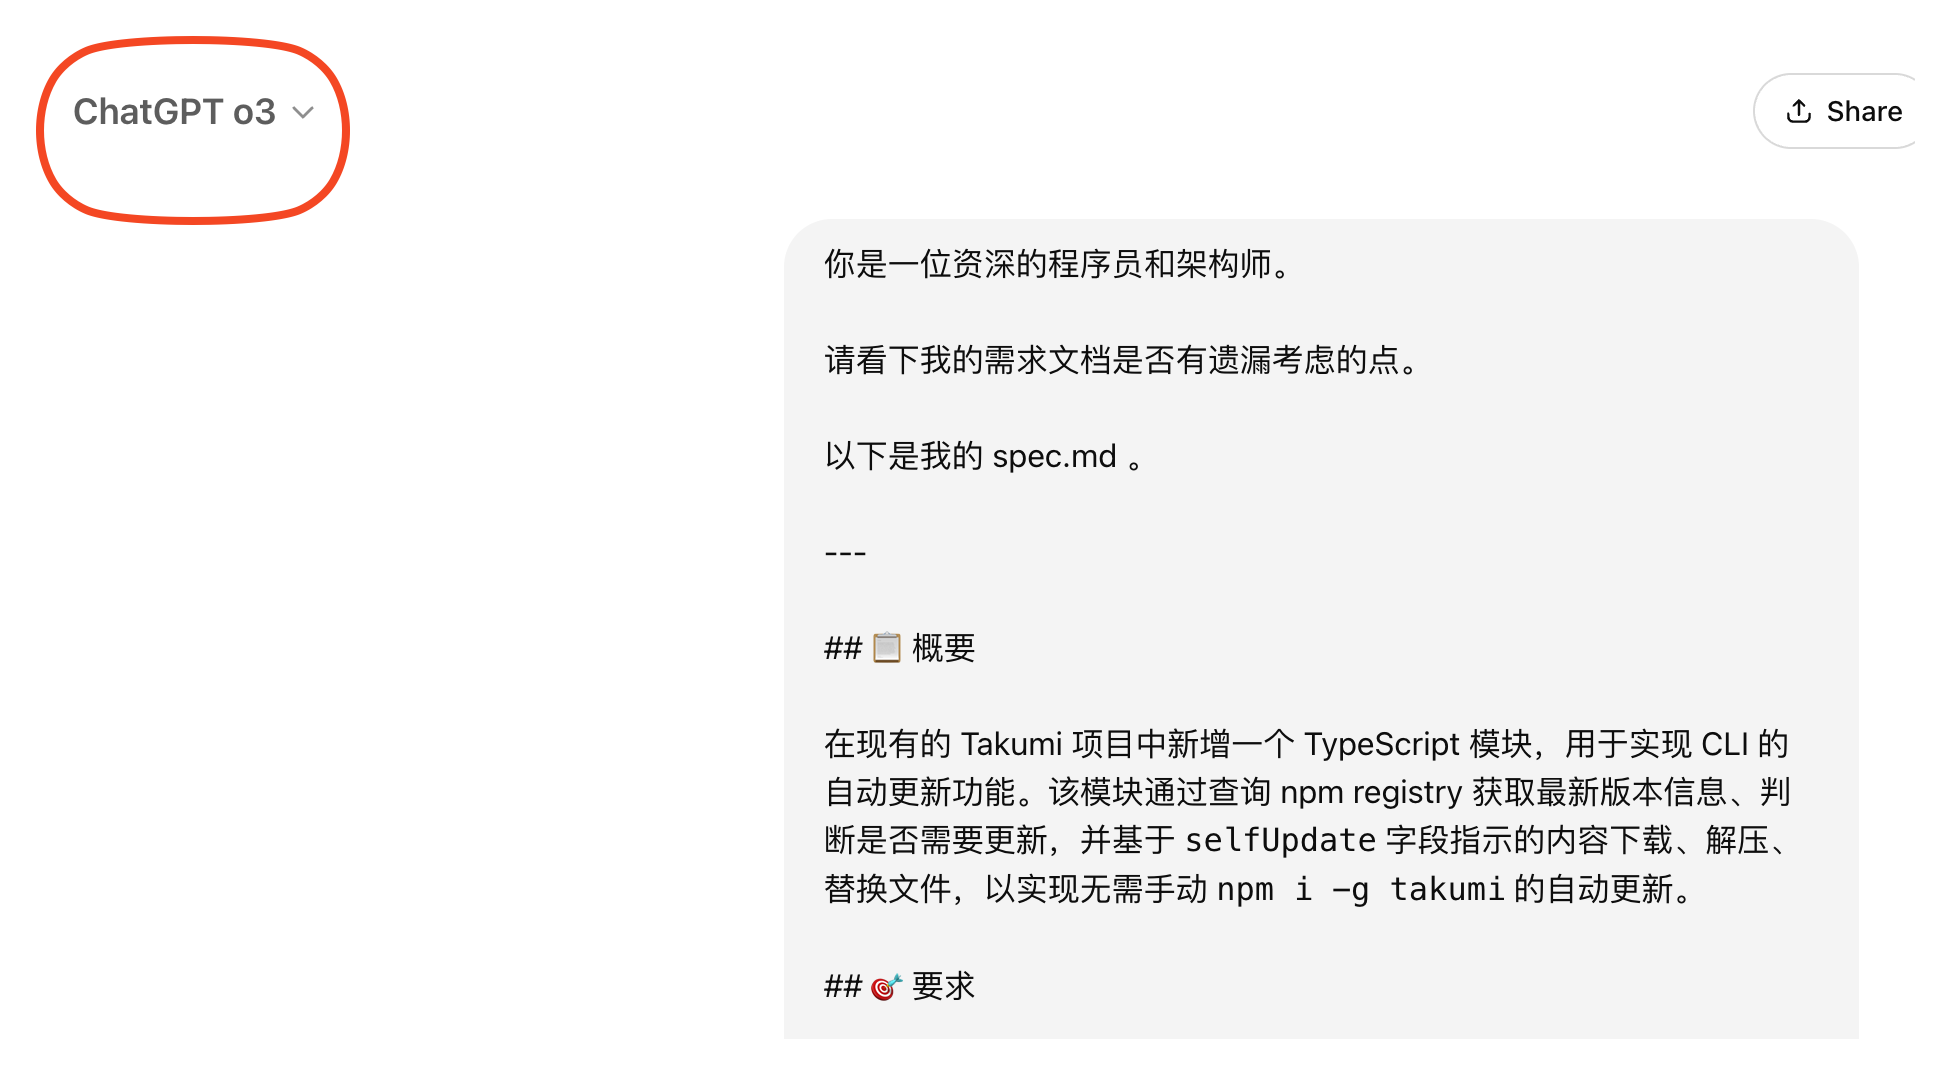 ChatGPT o3
Share
你是一位资深的程序员和架构师。
请看下我的需求文档是否有遗漏考虑的点。
以下是我的 spec.md 。
---
## 📋 概要
在现有的 Takumi 项目中新增一个 TypeScript 模块，用于实现 CLI 的
自动更新功能。该模块通过查询 npm registry 获取最新版本信息、判
断是否需要更新，并基于 selfUpdate 字段指示的内容下载、解压、
替换文件，以实现无需手动 npm i -g takumi 的自动更新。
## 🎯 要求